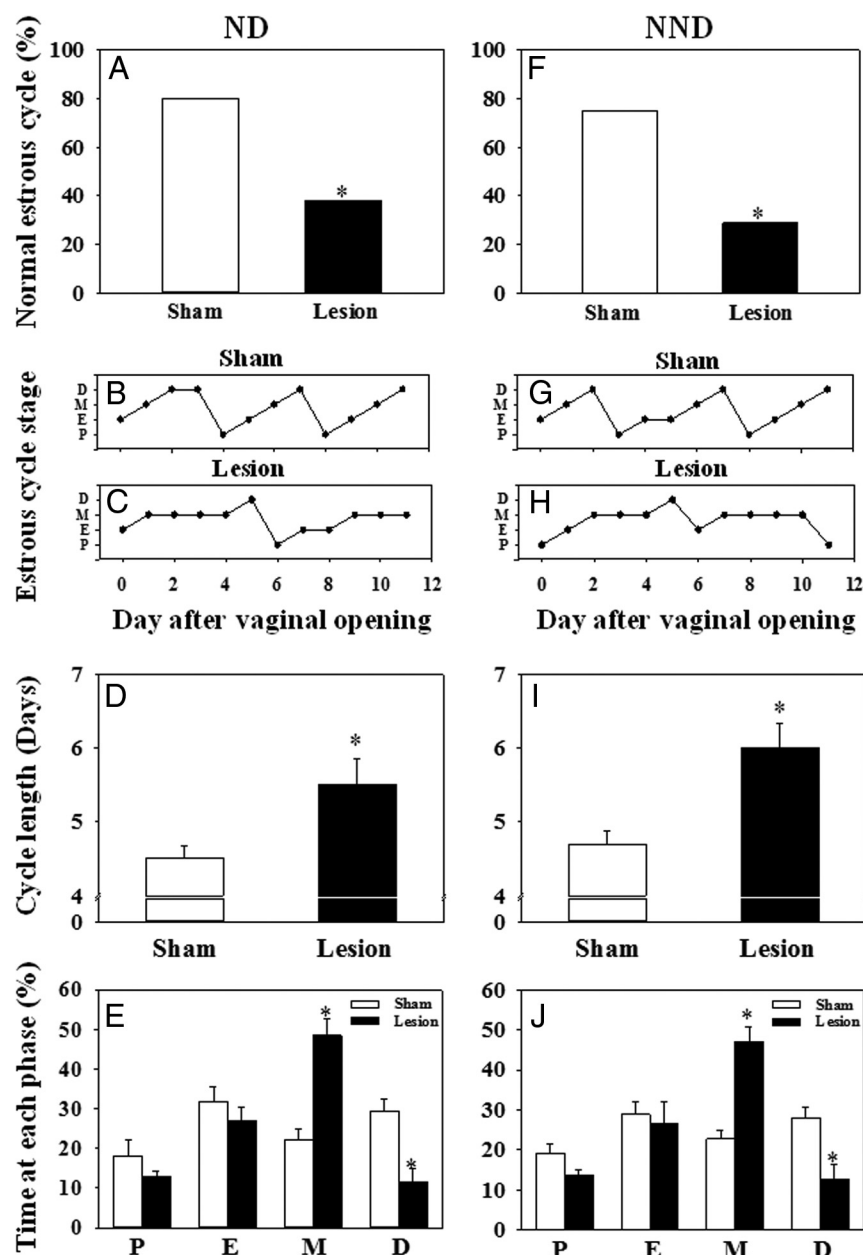 ND NND
Normal estrous cycle (%)
A
100
80
60
40
20
0
*
Sham Lesion
F
100
80
60
40
20
0
*
Sham Lesion
Estrous cycle stage
Sham
B
D
M
E
P
Lesion
C
D
M
E
P
0 2 4 6 8 10 12
Day after vaginal opening
Sham
G
D
M
E
P
Lesion
H
D
M
E
P
0 2 4 6 8 10 12
Day after vaginal opening
Cycle length (Days)
D
7
6
5
4
0
*
Sham Lesion
I
7
6
5
4
0
*
Sham Lesion
Time at each phase (%)
E
60
50
40
30
20
10
0
Sham
Lesion
*
*
P E M D
J
60
50
40
30
20
10
0
Sham
Lesion
*
*
P E M D